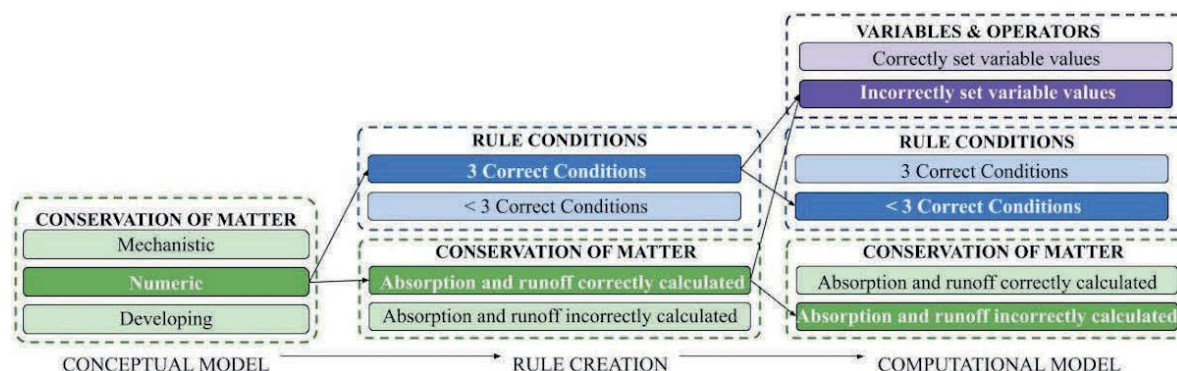 VARIABLES & OPERATORS
Correctly set variable values
Incorrectly set variable values
RULE CONDITIONS
3 Correct Conditions
< 3 Correct Conditions
RULE CONDITIONS
3 Correct Conditions
< 3 Correct Conditions
CONSERVATION OF MATTER
Mechanistic
Numeric
Developing
CONSERVATION OF MATTER
Absorption and runoff correctly calculated
Absorption and runoff incorrectly calculated
CONSERVATION OF MATTER
Absorption and runoff correctly calculated
Absorption and runoff incorrectly calculated
CONCEPTUAL MODEL
RULE CREATION
COMPUTATIONAL MODEL